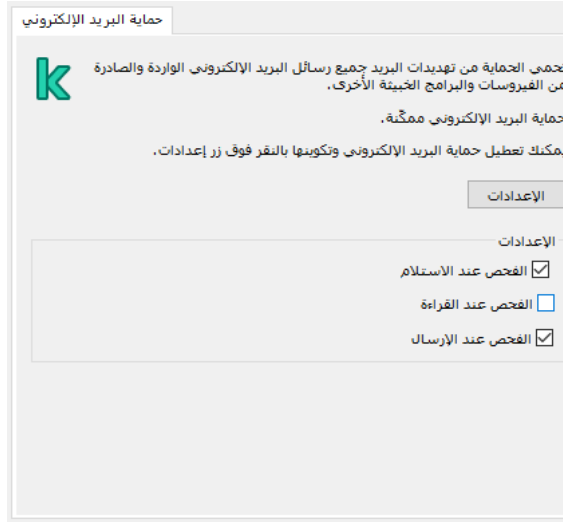 حماية البريد الإلكتروني
تحمي الحماية من تهديدات البريد جميع رسائل البريد الإلكتروني الواردة والصادرة
من الفيروسات والبرامج الخبيثة الأخرى.
حماية البريد الإلكتروني ممكّنة.
يمكنك تعطيل حماية البريد الإلكتروني وتكوينها بالنقر فوق زر إعدادات.
الإعدادات
الإعدادات
الفحص عند الاستلام
الفحص عند القراءة
الفحص عند الإرسال